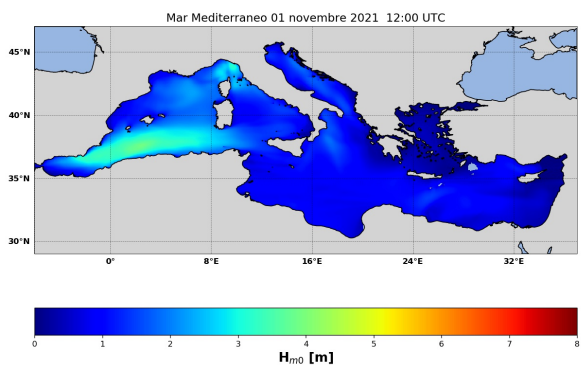 Mar Mediterraneo 01 novembre 2021  12:00 UTC
45°N
40°N
35°N
30°N
0° 8°E 16°E 24°E 32°E
0 1 2 3 4 5 6 7 8
Hm0 [m]